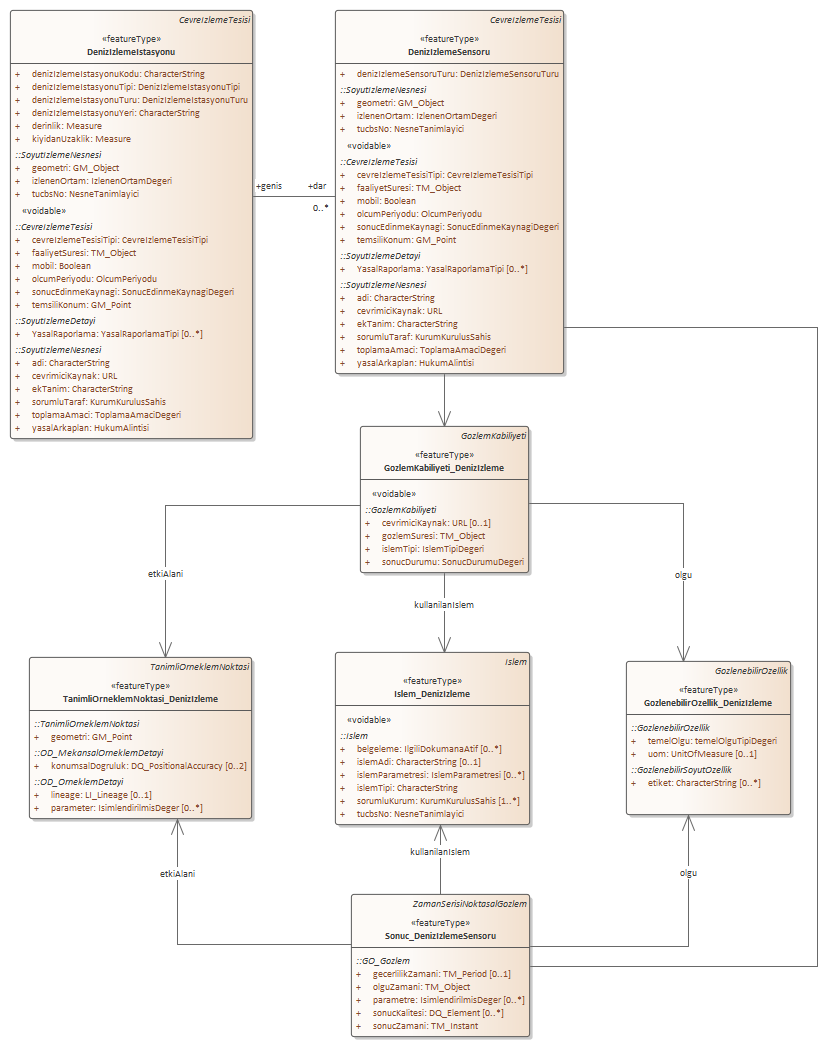 CevreIzlemeTesisi
«featureType»
DenizIzlemeIstasyonu
+ denizIzlemeIstasyonuKodu: CharacterString
+ denizIzlemeIstasyonuTipi: DenizIzlemeIstasyonuTipi
+ denizIzlemeIstasyonuTuru: DenizIzlemeIstasyonuTuru
+ denizIzlemeIstasyonuYeri: CharacterString
+ derinlik: Measure
+ kiyidanUzaklik: Measure
::SoyutIzlemeNesnesi
+ geometri: GM_Object
+ izlenenOrtam: IzlenenOrtamDegeri
+ tucbsNo: NesneTanimlayici
«voidable»
::CevreIzlemeTesisi
+ cevreIzlemeTesisiTipi: CevreIzlemeTesisiTipi
+ faaliyetSuresi: TM_Object
+ mobil: Boolean
+ olcumPeriyodu: OlcumPeriyodu
+ sonucEdinmeKaynagi: SonucEdinmeKaynagiDegeri
+ temsiliKonum: GM_Point
::SoyutIzlemeDetayi
+ YasalRaporlama: YasalRaporlamaTipi [0..*]
::SoyutIzlemeNesnesi
+ adi: CharacterString
+ cevrimiciKaynak: URL
+ ekTanim: CharacterString
+ sorumluTaraf: KurumKurulusSahis
+ toplamaAmaci: ToplamaAmaciDegeri
+ yasalArkaplan: HukumAlintisi
+genis
+dar
0..*
CevreIzlemeTesisi
«featureType»
DenizIzlemeSensoru
+ denizIzlemeSensoruTuru: DenizIzlemeSensoruTuru
::SoyutIzlemeNesnesi
+ geometri: GM_Object
+ izlenenOrtam: IzlenenOrtamDegeri
+ tucbsNo: NesneTanimlayici
«voidable»
::CevreIzlemeTesisi
+ cevreIzlemeTesisiTipi: CevreIzlemeTesisiTipi
+ faaliyetSuresi: TM_Object
+ mobil: Boolean
+ olcumPeriyodu: OlcumPeriyodu
+ sonucEdinmeKaynagi: SonucEdinmeKaynagiDegeri
+ temsiliKonum: GM_Point
::SoyutIzlemeDetayi
+ YasalRaporlama: YasalRaporlamaTipi [0..*]
::SoyutIzlemeNesnesi
+ adi: CharacterString
+ cevrimiciKaynak: URL
+ ekTanim: CharacterString
+ sorumluTaraf: KurumKurulusSahis
+ toplamaAmaci: ToplamaAmaciDegeri
+ yasalArkaplan: HukumAlintisi
GozlemKabiliyeti
«featureType»
GozlemKabiliyeti_DenizIzleme
«voidable»
::GozlemKabiliyeti
+ cevrimiciKaynak: URL [0..1]
+ gozlemSuresi: TM_Object
+ islemTipi: IslemTipiDegeri
+ sonucDurumu: SonucDurumuDegeri
etkiAlani
kullanilanIslem
olgu
TanimliOrneklemNoktasi
«featureType»
TanimliOrneklemNoktasi_DenizIzleme
::TanimliOrneklemNoktasi
+ geometri: GM_Point
::OD_MekansalOrneklemDetayi
+ konumsalDogruluk: DQ_PositionalAccuracy [0..2]
::OD_OrneklemDetayi
+ lineage: LI_Lineage [0..1]
+ parameter: IsimlendirilmisDeger [0..*]
Islem
«featureType»
Islem_DenizIzleme
«voidable»
::Islem
+ belgeleme: IlgiliDokumanaAtif [0..*]
+ islemAdi: CharacterString [0..1]
+ islemParametresi: IslemParametresi [0..*]
+ islemTipi: CharacterString
+ sorumluKurum: KurumKurulusSahis [1..*]
+ tucbsNo: NesneTanimlayici
GozlenebilirOzellik
«featureType»
GozlenebilirOzellik_DenizIzleme
::GozlenebilirOzellik
+ temelOlgu: temelOlguTipiDegeri
+ uom: UnitOfMeasure [0..1]
::GozlenebilirSoyutOzellik
+ etiket: CharacterString [0..*]
etkiAlani
kullanilanIslem
olgu
ZamanSerisiNoktasalGozlem
«featureType»
Sonuc_DenizIzlemeSensoru
::GO_Gozlem
+ gecerlilikZamani: TM_Period [0..1]
+ olguZamani: TM_Object
+ parametre: IsimlendirilmisDeger [0..*]
+ sonucKalitesi: DQ_Element [0..*]
+ sonucZamani: TM_Instant